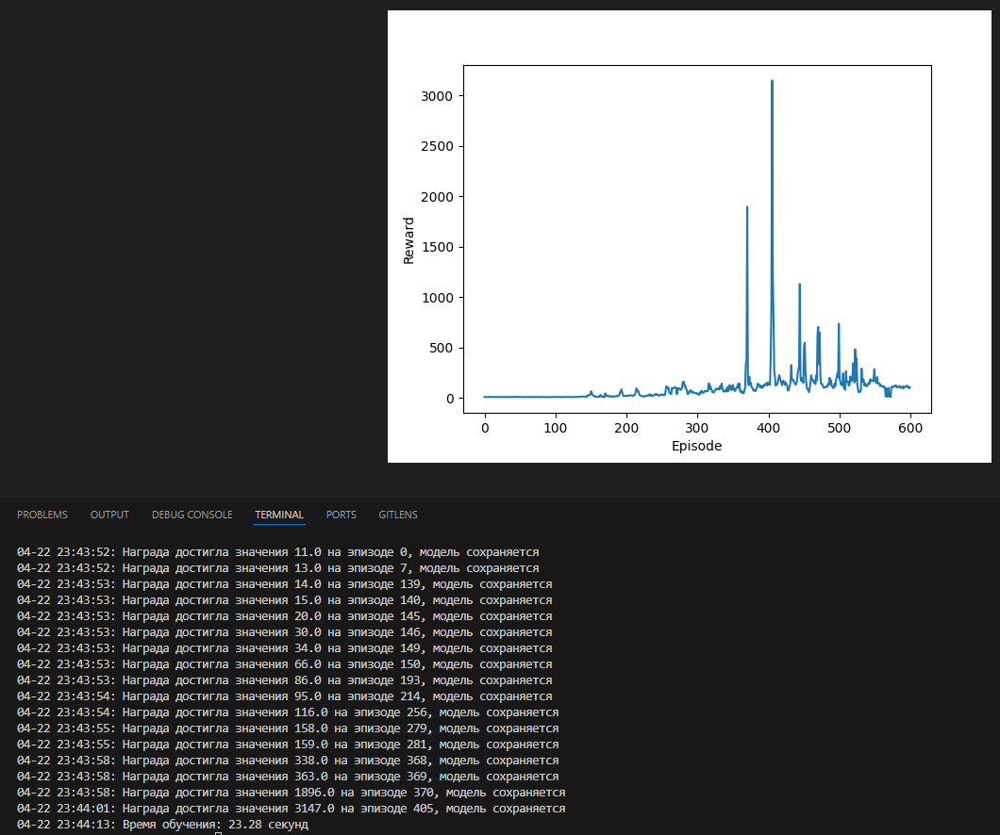 3000
2500
2000
1500
1000
500
0
Reward
0 100 200 300 400 500 600
Episode
PROBLEMS OUTPUT DEBUG CONSOLE TERMINAL PORTS GITLENS
04-22 23:43:52: Награда достигла значения 11.0 на эпизоде 0, модель сохраняется
04-22 23:43:52: Награда достигла значения 13.0 на эпизоде 7, модель сохраняется
04-22 23:43:53: Награда достигла значения 14.0 на эпизоде 139, модель сохраняется
04-22 23:43:53: Награда достигла значения 15.0 на эпизоде 140, модель сохраняется
04-22 23:43:53: Награда достигла значения 20.0 на эпизоде 145, модель сохраняется
04-22 23:43:53: Награда достигла значения 30.0 на эпизоде 146, модель сохраняется
04-22 23:43:53: Награда достигла значения 34.0 на эпизоде 149, модель сохраняется
04-22 23:43:53: Награда достигла значения 66.0 на эпизоде 150, модель сохраняется
04-22 23:43:53: Награда достигла значения 86.0 на эпизоде 193, модель сохраняется
04-22 23:43:54: Награда достигла значения 95.0 на эпизоде 214, модель сохраняется
04-22 23:43:54: Награда достигла значения 116.0 на эпизоде 256, модель сохраняется
04-22 23:43:55: Награда достигла значения 158.0 на эпизоде 279, модель сохраняется
04-22 23:43:55: Награда достигла значения 159.0 на эпизоде 281, модель сохраняется
04-22 23:43:58: Награда достигла значения 338.0 на эпизоде 368, модель сохраняется
04-22 23:43:58: Награда достигла значения 363.0 на эпизоде 369, модель сохраняется
04-22 23:43:58: Награда достигла значения 1896.0 на эпизоде 370, модель сохраняется
04-22 23:44:01: Награда достигла значения 3147.0 на эпизоде 405, модель сохраняется
04-22 23:44:13: Время обучения: 23.28 секунд